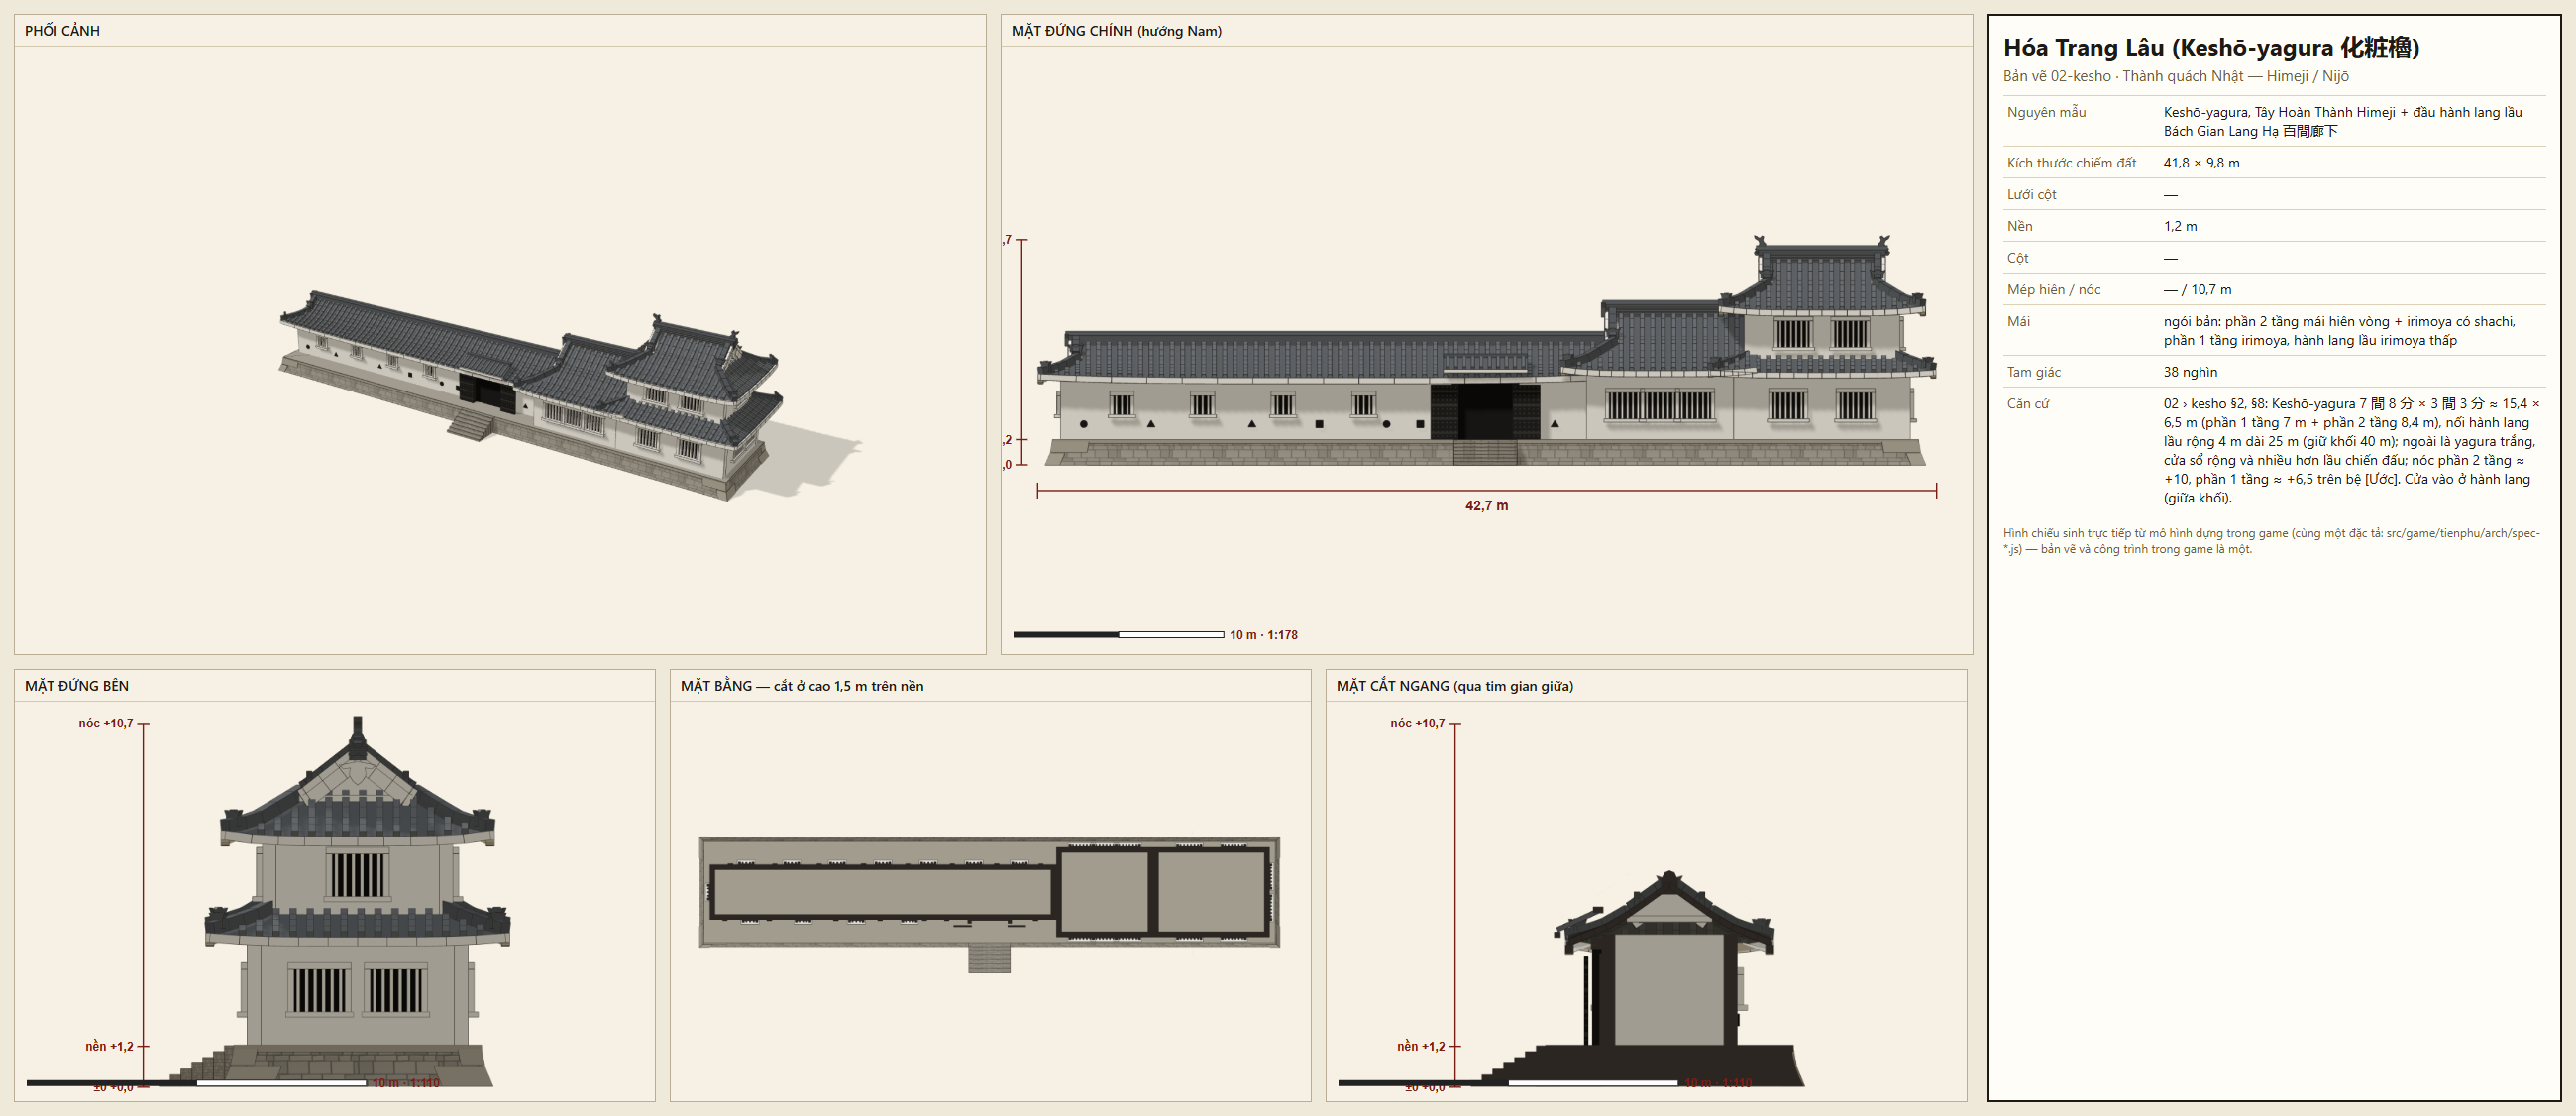 PHỐI CẢNH
MẶT ĐỨNG CHÍNH (hướng Nam)
,7
,2
,0
42,7 m
10 m · 1:178
MẶT ĐỨNG BÊN
nóc +10,7
nền +1,2
±0 +0,0
10 m · 1:110
MẶT BẰNG — cắt ở cao 1,5 m trên nền
MẶT CẮT NGANG (qua tim gian giữa)
nóc +10,7
nền +1,2
±0 +0,0
10 m · 1:110
Hóa Trang Lâu (Keshō-yagura 化粧櫓)
Bản vẽ 02-kesho · Thành quách Nhật — Himeji / Nijō
Nguyên mẫu
Keshō-yagura, Tây Hoàn Thành Himeji + đầu hành lang lầu
Bách Gian Lang Hạ 百間廊下
Kích thước chiếm đất
41,8 × 9,8 m
Lưới cột
—
Nền
1,2 m
Cột
—
Mép hiên / nóc
— / 10,7 m
Mái
ngói bản: phần 2 tầng mái hiên vòng + irimoya có shachi,
phần 1 tầng irimoya, hành lang lầu irimoya thấp
Tam giác
38 nghìn
Căn cứ
02 › kesho §2, §8: Keshō-yagura 7 間 8 分 × 3 間 3 分 ≈ 15,4 ×
6,5 m (phần 1 tầng 7 m + phần 2 tầng 8,4 m), nối hành lang
lầu rộng 4 m dài 25 m (giữ khối 40 m); ngoài là yagura trắng,
cửa sổ rộng và nhiều hơn lầu chiến đấu; nóc phần 2 tầng ≈
+10, phần 1 tầng ≈ +6,5 trên bệ [Ước]. Cửa vào ở hành lang
(giữa khối).
Hình chiếu sinh trực tiếp từ mô hình dựng trong game (cùng một đặc tả: src/game/tienphu/arch/spec-
*.js) — bản vẽ và công trình trong game là một.